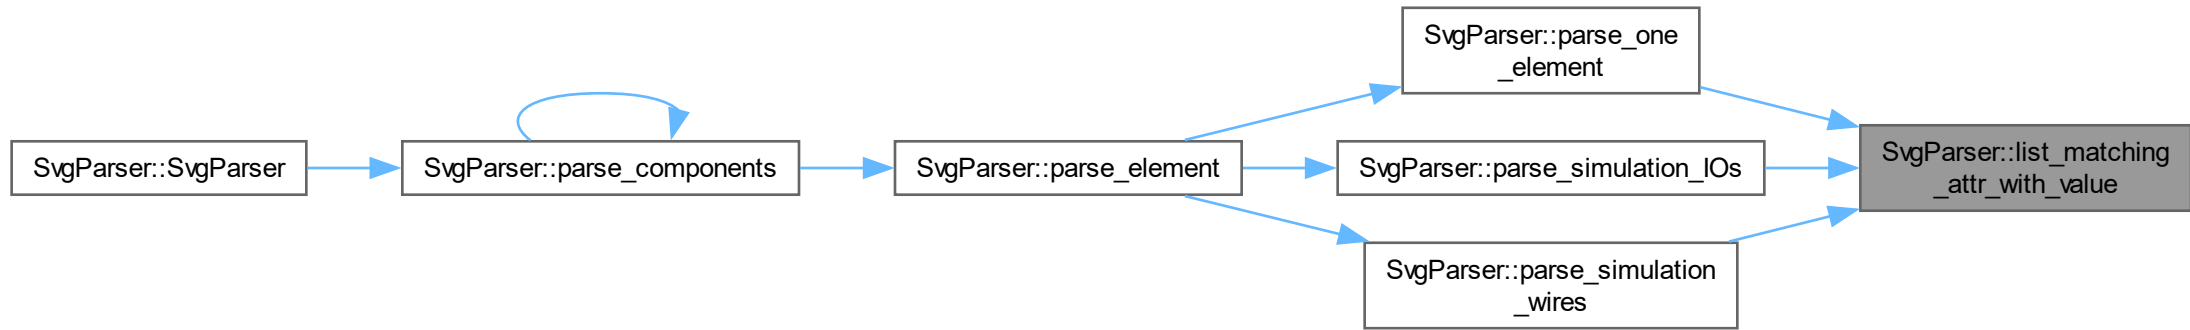 SvgParser::SvgParser
SvgParser::parse_components
SvgParser::parse_element
SvgParser::parse_one
_element
SvgParser::parse_simulation_IOs
SvgParser::parse_simulation
_wires
SvgParser::list_matching
_attr_with_value